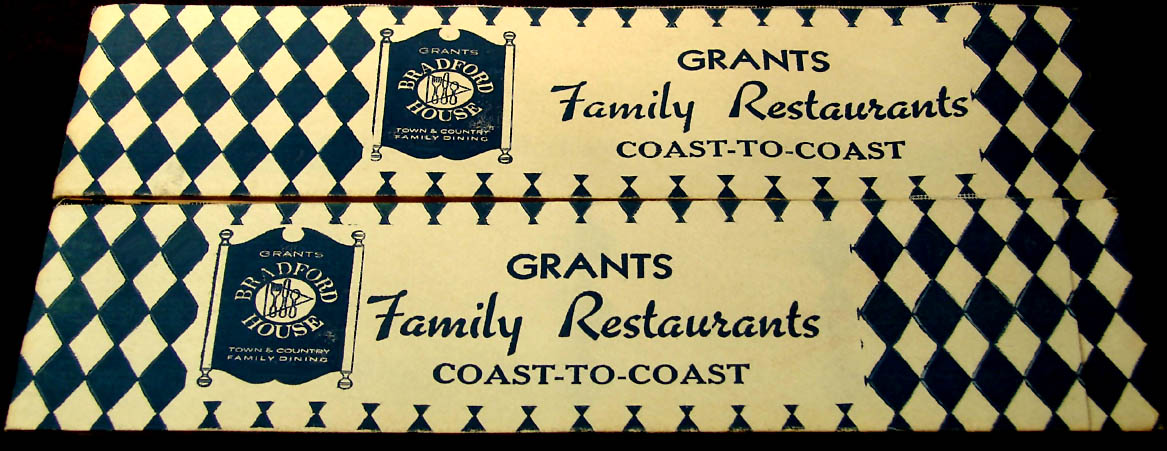 GRANTS
BRADFORD
HOUSE
TOWN & COUNTRY
FAMILY DINING
GRANTS
Family Restaurants
COAST-TO-COAST
GRANTS
BRADFORD
HOUSE
TOWN & COUNTRY
FAMILY DINING
GRANTS
Family Restaurants
COAST-TO-COAST